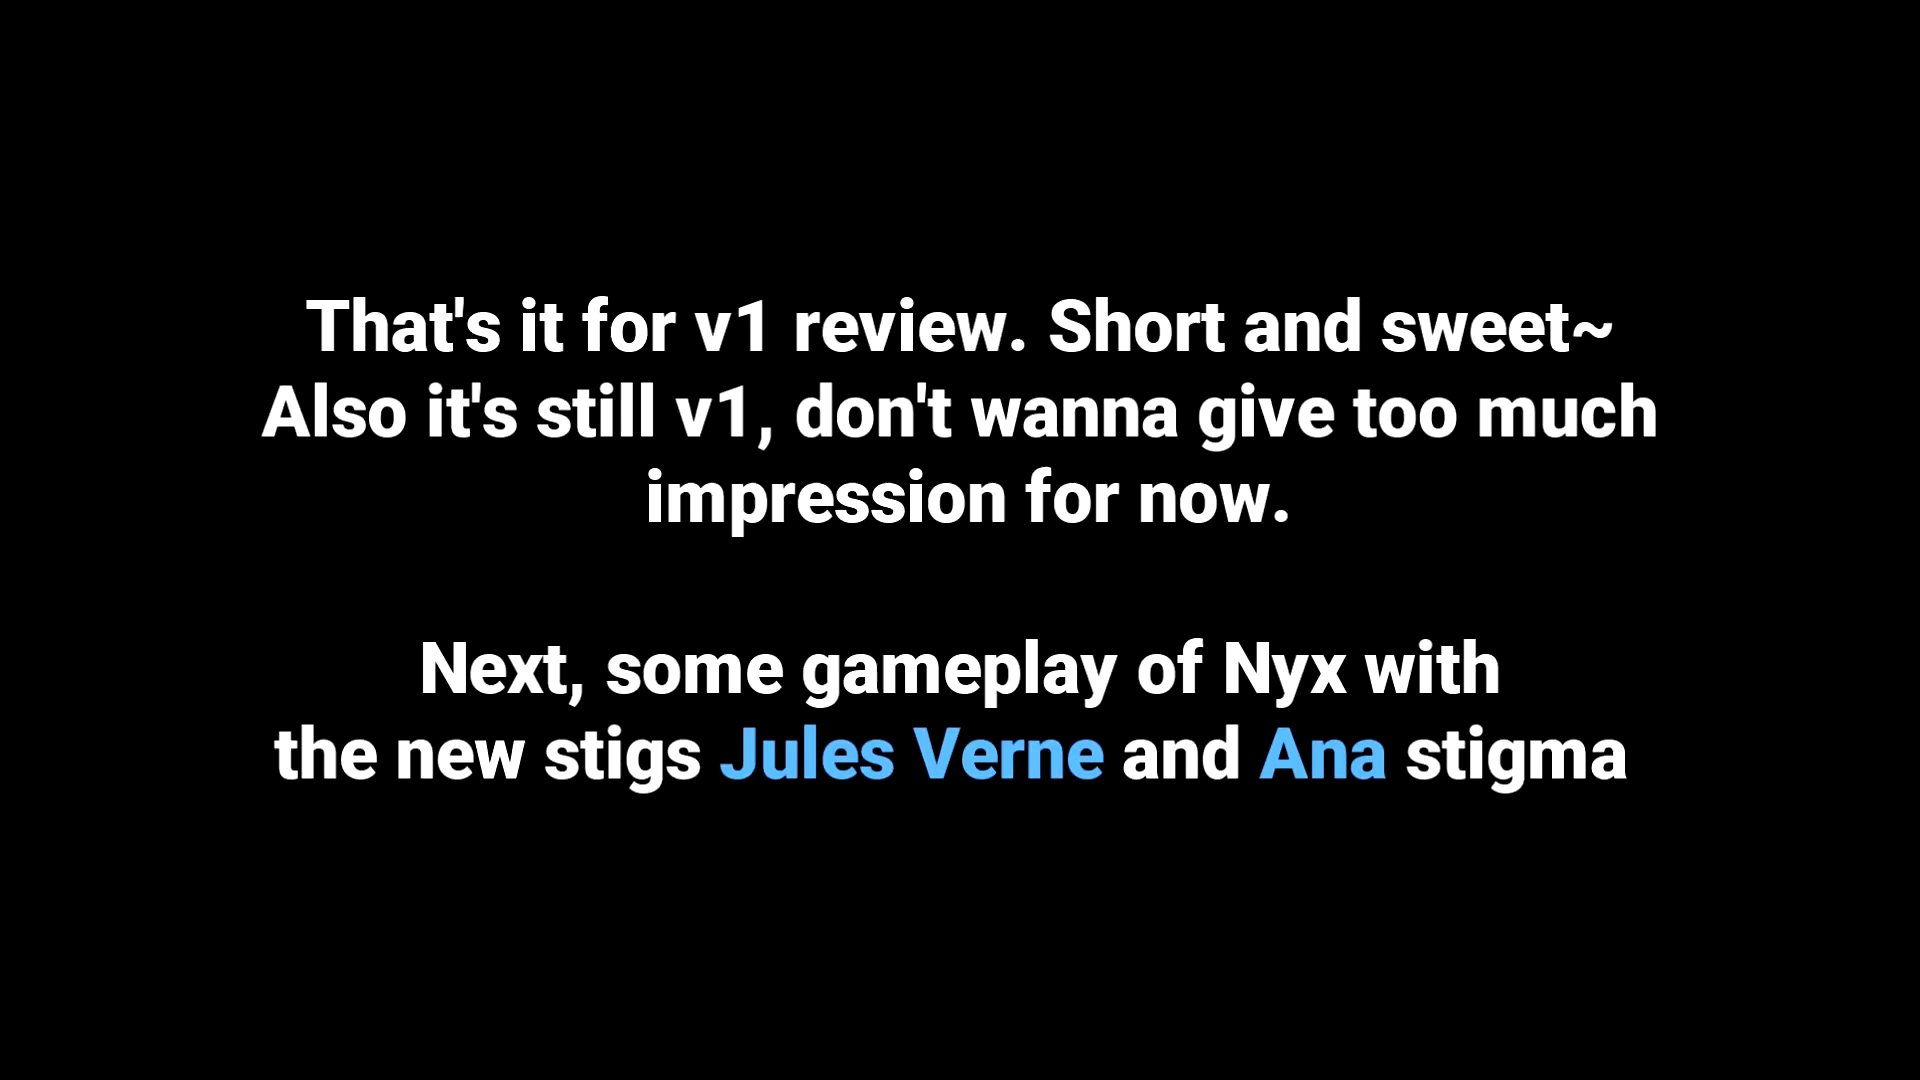 That's it for v1 review. Short and sweet~
Also it's still v1, don't wanna give too much
impression for now.
Next, some gameplay of Nyx with
the new stigs Jules Verne and Ana stigma